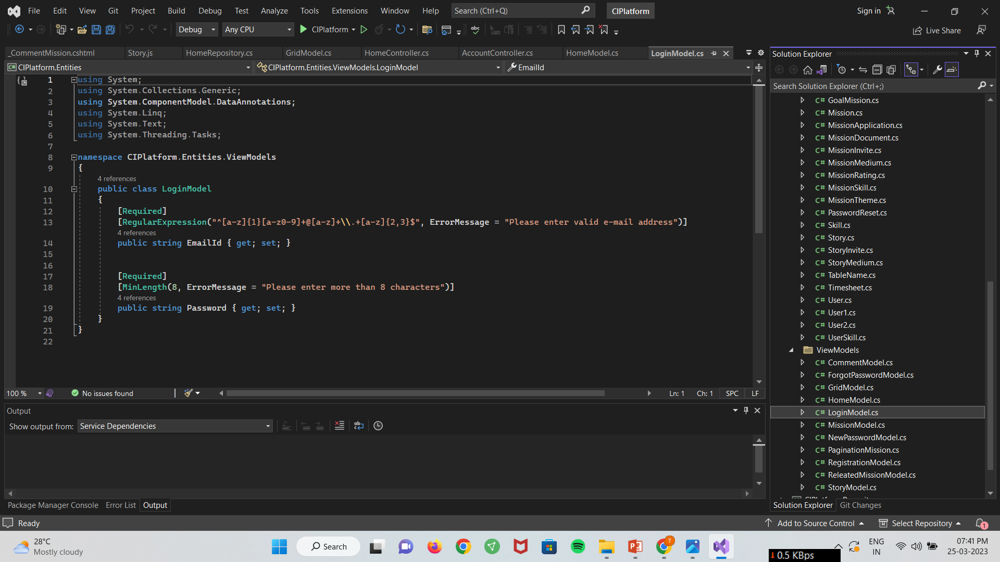 File Edit View Git Project Build Debug Test Analyze Tools Extensions Window Help Search (Ctrl+Q) CIPlatform Sign in
Debug Any CPU CIPlatform Live Share
_CommentMission.cshtml Story.js HomeRepository.cs GridModel.cs HomeController.cs AccountController.cs HomeModel.cs LoginModel.cs
CIPlatform.Entities CIPlatform.Entities.ViewModels.LoginModel EmailId
1 using System;
2 using System.Collections.Generic;
3 using System.ComponentModel.DataAnnotations;
4 using System.Linq;
5 using System.Text;
6 using System.Threading.Tasks;
7
8 namespace CIPlatform.Entities.ViewModels
9 {
4 references
10 public class LoginModel
11 {
12 [Required]
13 [RegularExpression("^[a-z]{1}[a-z0-9]+@[a-z]+\\.+[a-z]{2,3}$", ErrorMessage = "Please enter valid e-mail address")]
4 references
14 public string EmailId { get; set; }
15
16
17 [Required]
18 [MinLength(8, ErrorMessage = "Please enter more than 8 characters")]
4 references
19 public string Password { get; set; }
20 }
21 }
22
100 % No issues found Ln: 1 Ch: 1 SPC LF
Output
Show output from: Service Dependencies
Package Manager Console Error List Output
Solution Explorer
Search Solution Explorer (Ctrl+;)
C# GoalMission.cs
C# Mission.cs
C# MissionApplication.cs
C# MissionDocument.cs
C# MissionInvite.cs
C# MissionMedium.cs
C# MissionRating.cs
C# MissionSkill.cs
C# MissionTheme.cs
C# PasswordReset.cs
C# Skill.cs
C# Story.cs
C# StoryInvite.cs
C# StoryMedium.cs
C# TableName.cs
C# Timesheet.cs
C# User.cs
C# User1.cs
C# User2.cs
C# UserSkill.cs
ViewModels
C# CommentModel.cs
C# ForgotPasswordModel.cs
C# GridModel.cs
C# HomeModel.cs
C# LoginModel.cs
C# MissionModel.cs
C# NewPasswordModel.cs
C# PaginationMission.cs
C# RegistrationModel.cs
C# ReleatedMissionModel.cs
C# StoryModel.cs
Solution Explorer Git Changes
Ready Add to Source Control Select Repository 1
28°C
Mostly cloudy
Search
0.5 KBps
ENG
IN
07:41 PM
25-03-2023